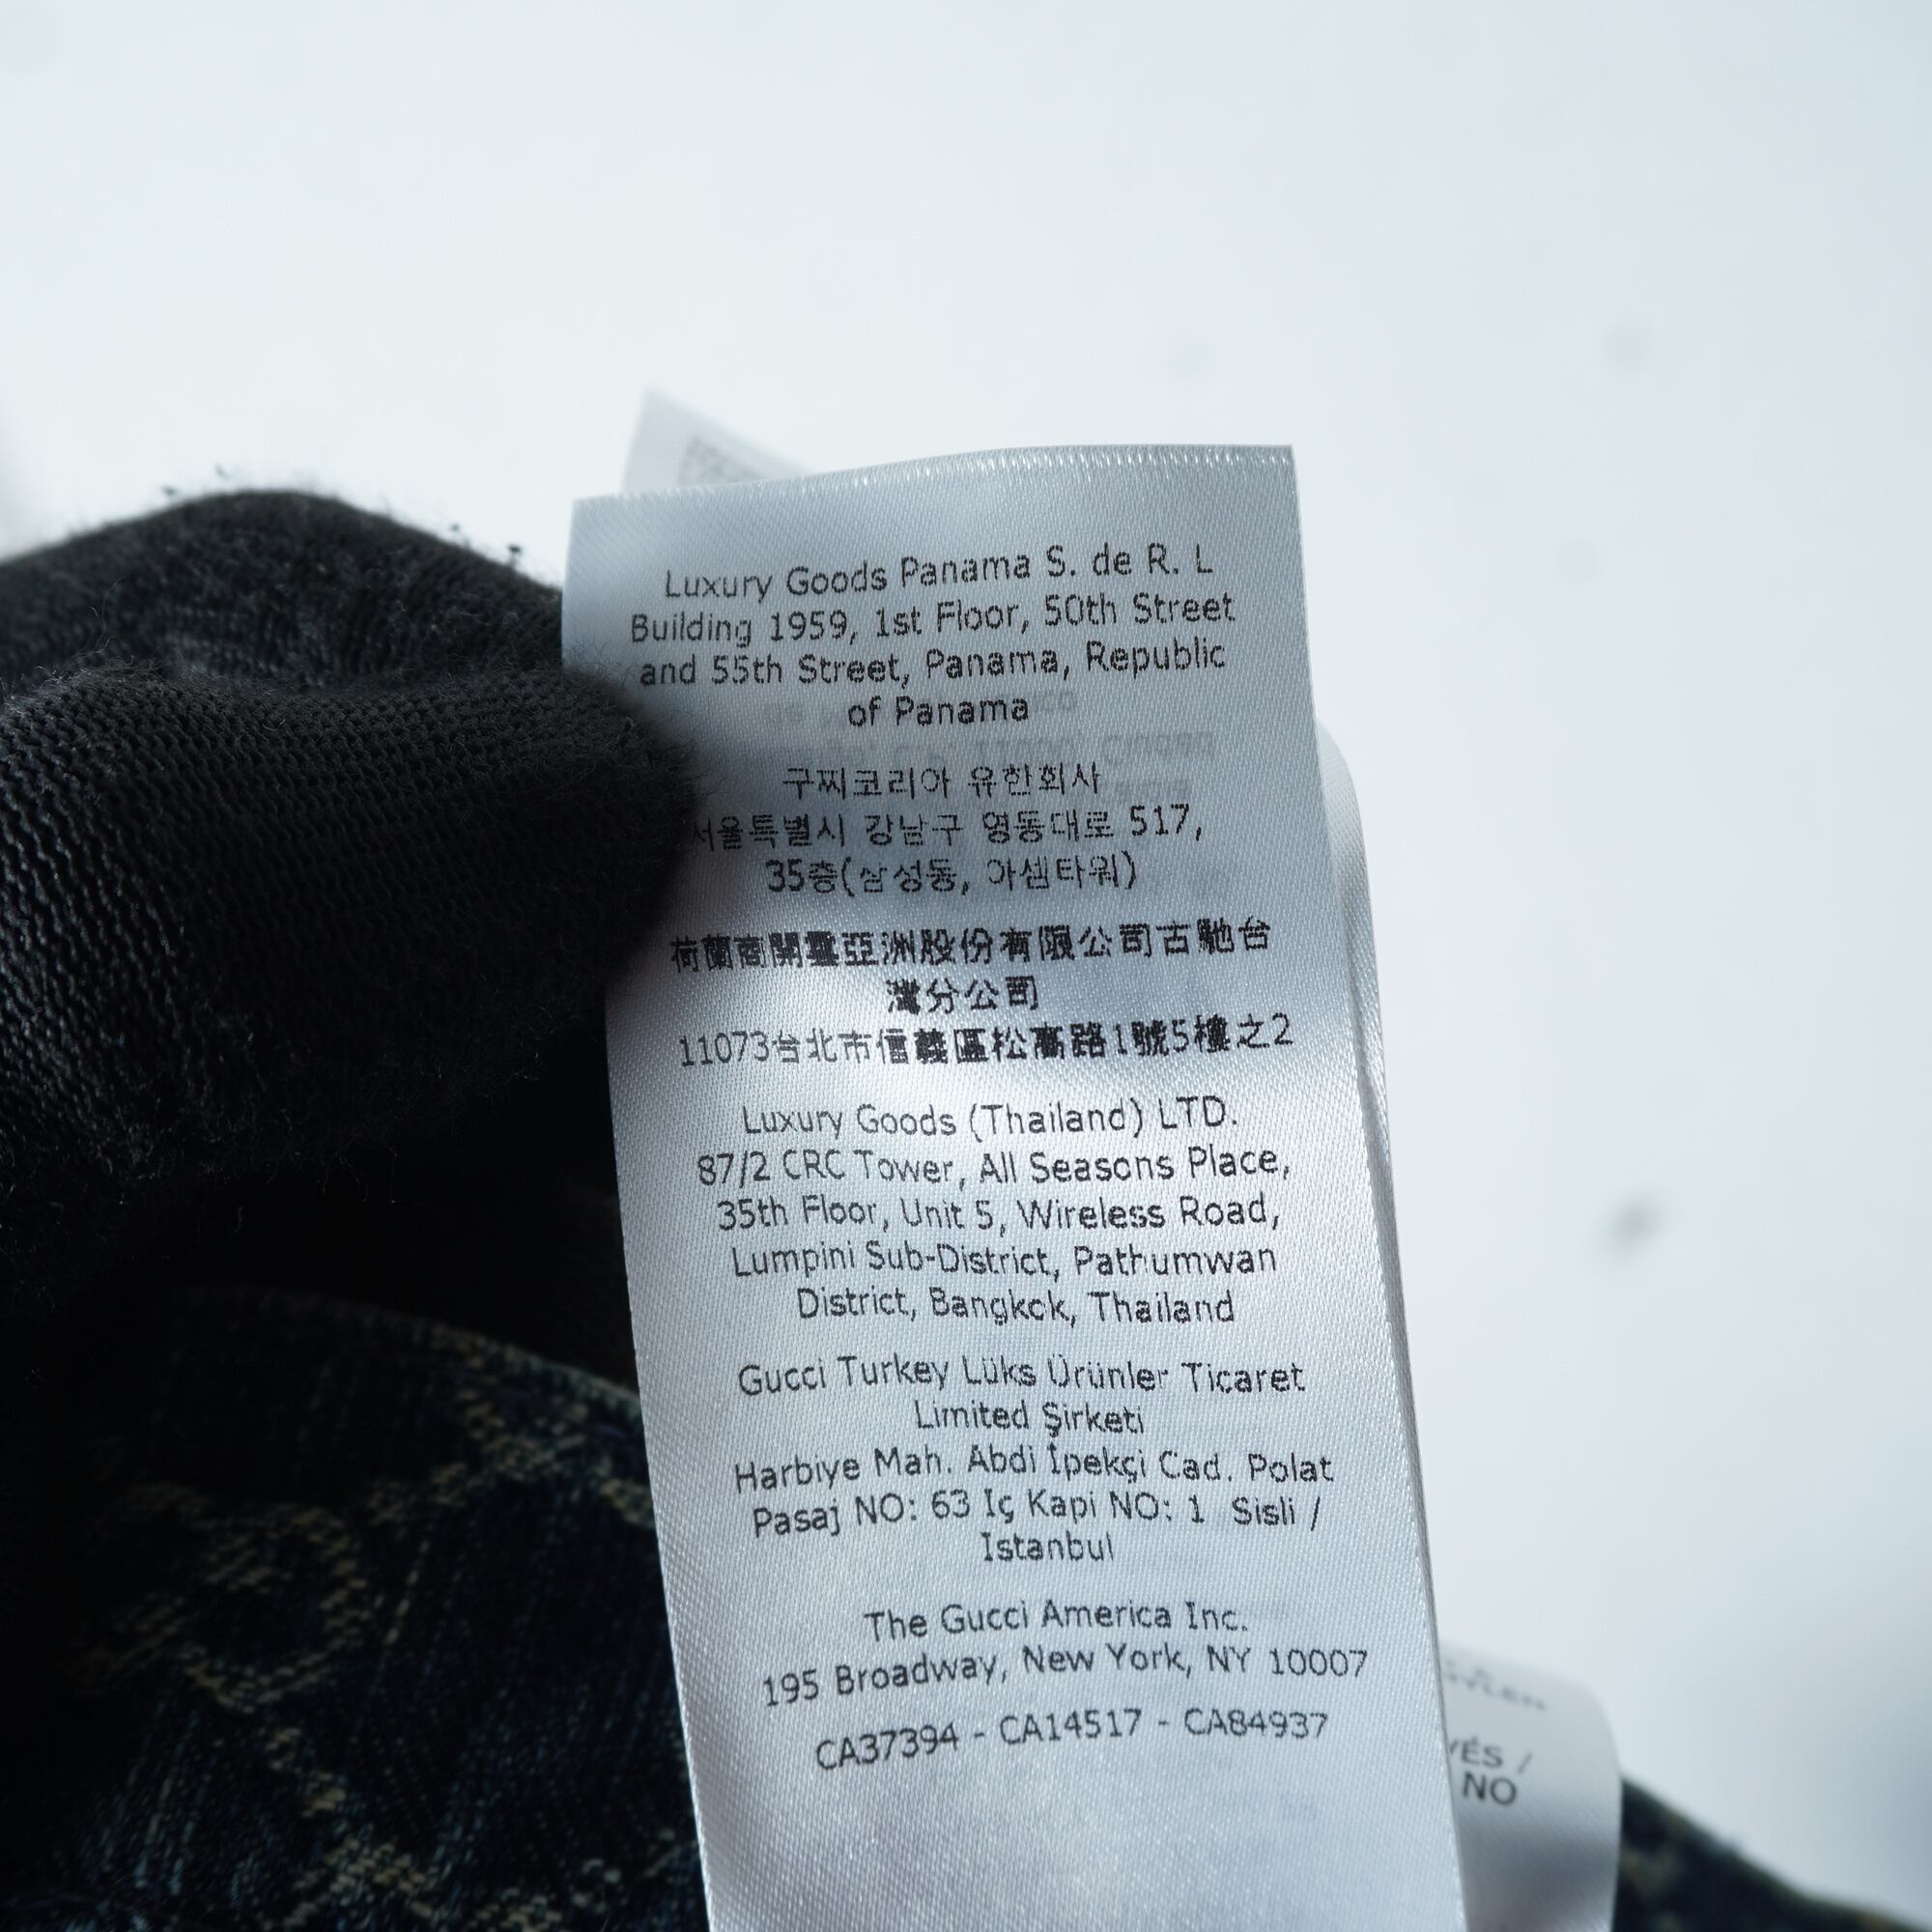 Luxury Goods Panama S. de R. L
Building 1959, 1st Floor, 50th Street
and 55th Street, Panama, Republic
of Panama
구찌코리아 유한회사
서울특별시 강남구 영동대로 517,
35층(삼성동, 아셈타워)
荷蘭商開雲亞洲股份有限公司古馳台
灣分公司
11073台北市信義區松高路1號5樓之2
Luxury Goods (Thailand) LTD.
87/2 CRC Tower, All Seasons Place,
35th Floor, Unit 5, Wireless Road,
Lumpini Sub-District, Pathumwan
District, Bangkok, Thailand
Gucci Turkey Lüks Ürünler Ticaret
Limited Şirketi
Harbiye Mah. Abdi İpekçi Cad. Polat
Pasaj NO: 63 Iç Kapi NO: 1 Sisli /
Istanbul
The Gucci America Inc.
195 Broadway, New York, NY 10007
CA37394 - CA14517 - CA84937
/
NO